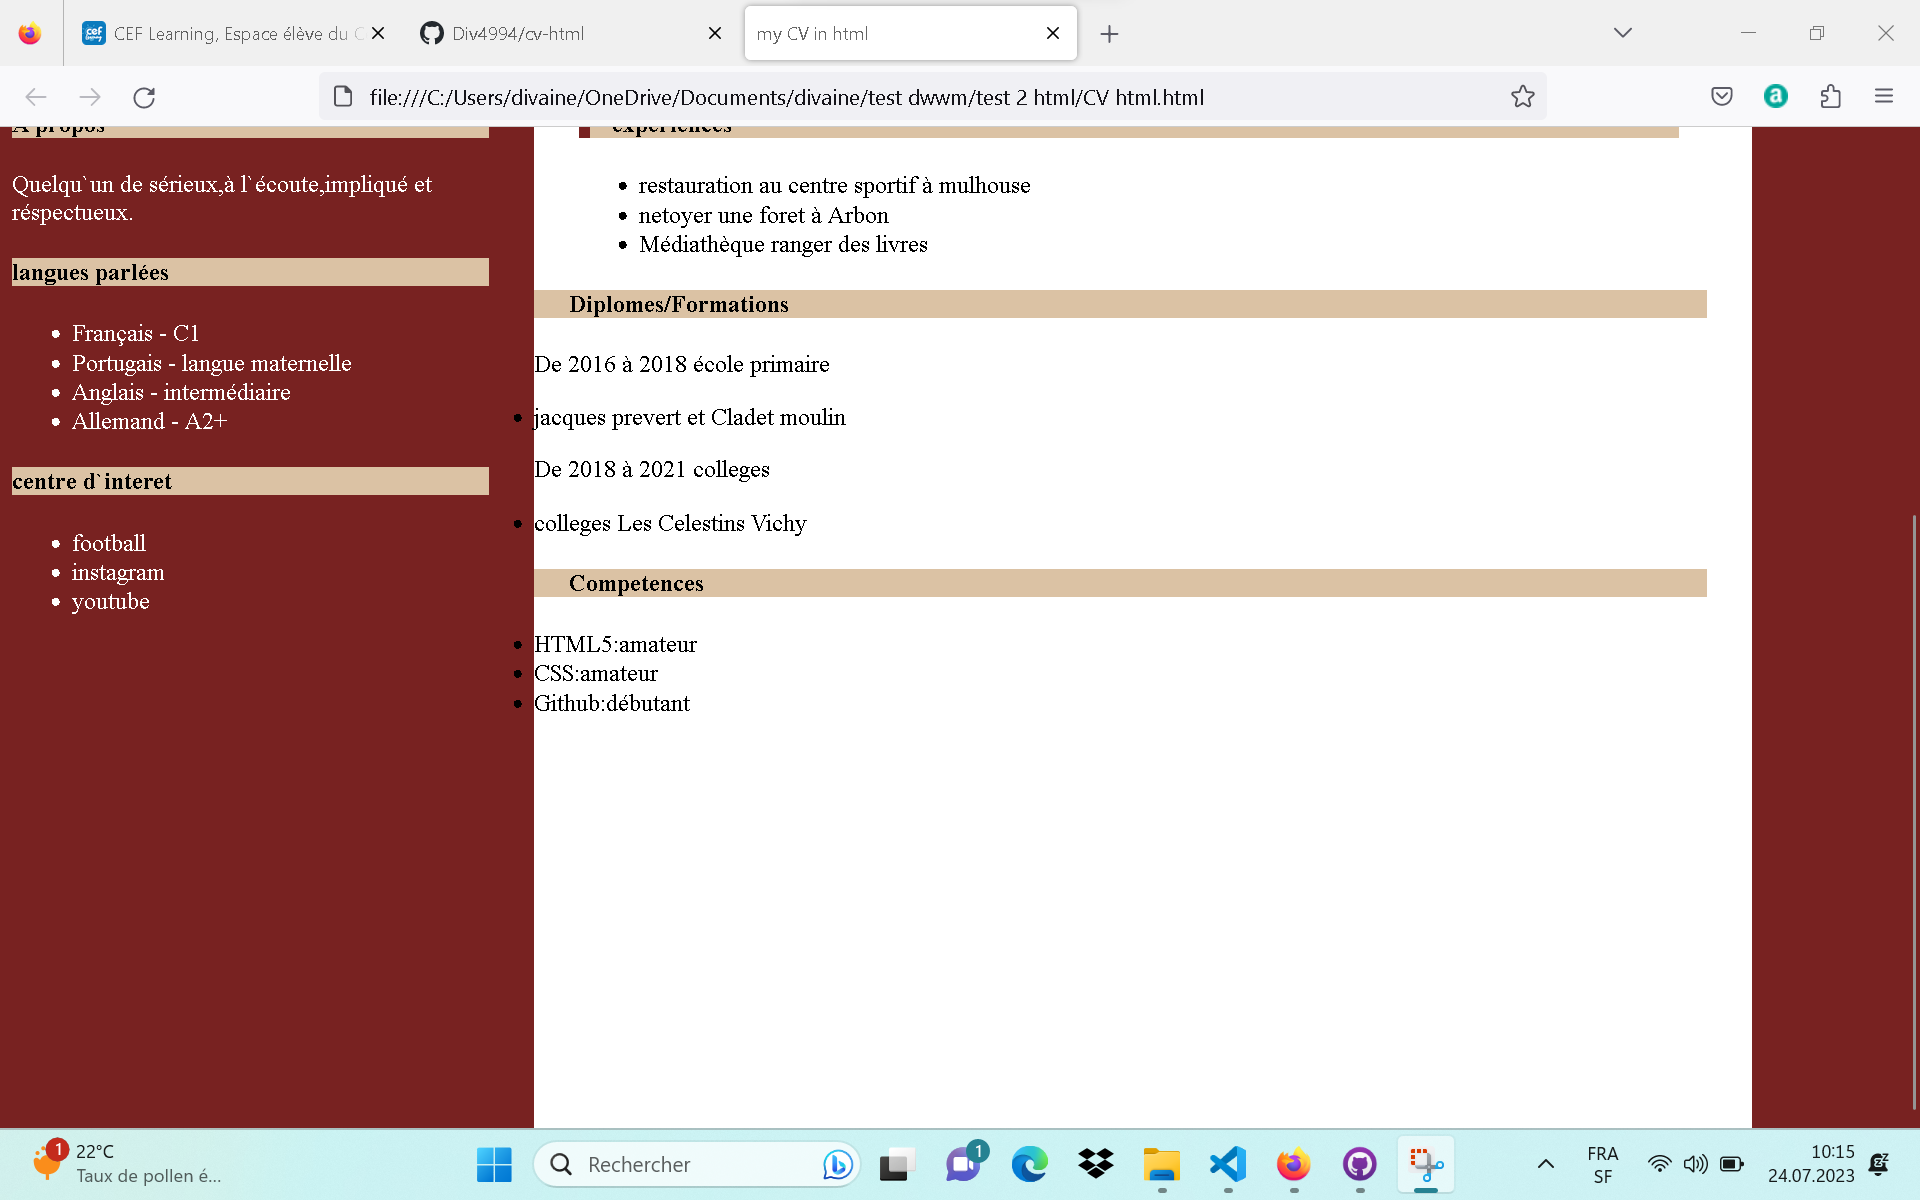 CEF Learning, Espace élève du C
Div4994/cv-html
my CV in html
file:///C:/Users/divaine/OneDrive/Documents/divaine/test dwwm/test 2 html/CV html.html
A propos
Quelqu`un de sérieux,à l`écoute,impliqué et
réspectueux.
langues parlées
Français - C1
Portugais - langue maternelle
Anglais - intermédiaire
Allemand - A2+
centre d`interet
football
instagram
youtube
experiences
restauration au centre sportif à mulhouse
netoyer une foret à Arbon
Médiathèque ranger des livres
Diplomes/Formations
De 2016 à 2018 école primaire
jacques prevert et Cladet moulin
De 2018 à 2021 colleges
colleges Les Celestins Vichy
Competences
HTML5:amateur
CSS:amateur
Github:débutant
1
22°C
Taux de pollen é...
Rechercher
1
FRA
SF
10:15
24.07.2023